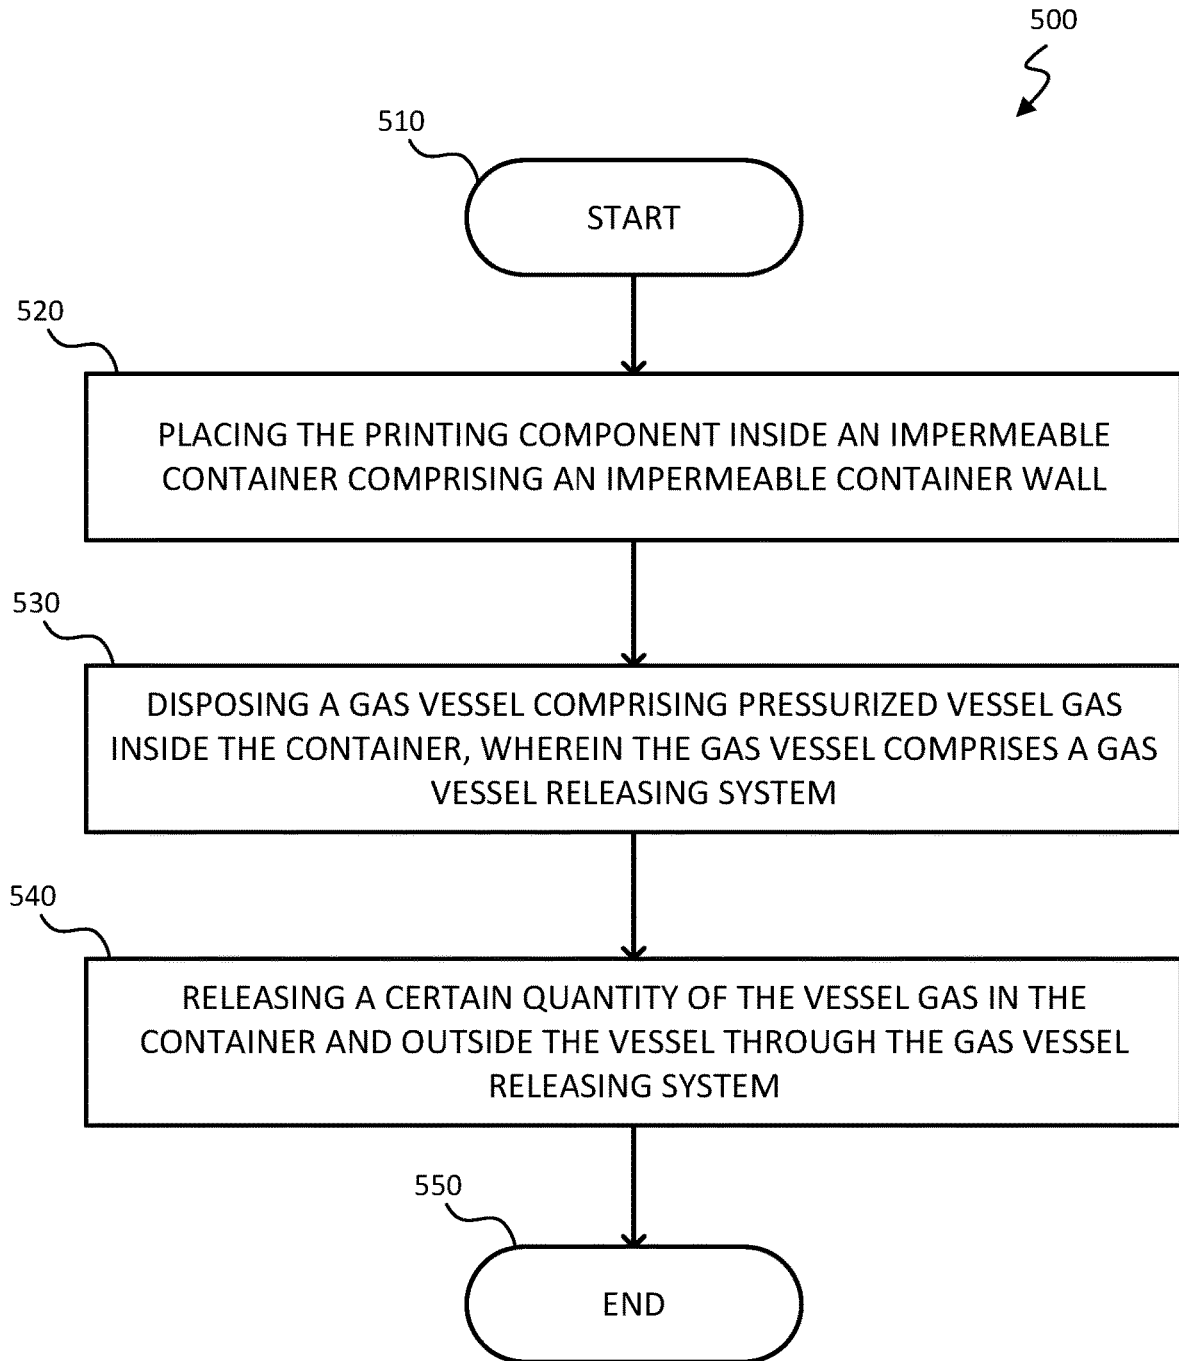 500
510
START
520
PLACING THE PRINTING COMPONENT INSIDE AN IMPERMEABLE
CONTAINER COMPRISING AN IMPERMEABLE CONTAINER WALL
530
DISPOSING A GAS VESSEL COMPRISING PRESSURIZED VESSEL GAS
INSIDE THE CONTAINER, WHEREIN THE GAS VESSEL COMPRISES A GAS
VESSEL RELEASING SYSTEM
540
RELEASING A CERTAIN QUANTITY OF THE VESSEL GAS IN THE
CONTAINER AND OUTSIDE THE VESSEL THROUGH THE GAS VESSEL
RELEASING SYSTEM
550
END